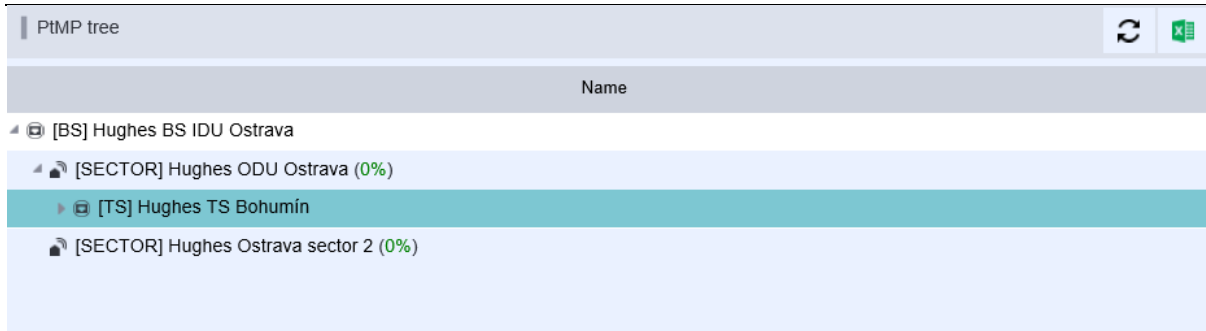 PtMP tree
Name
[BS] Hughes BS IDU Ostrava
[SECTOR] Hughes ODU Ostrava (0%)
[TS] Hughes TS Bohumín
[SECTOR] Hughes Ostrava sector 2 (0%)